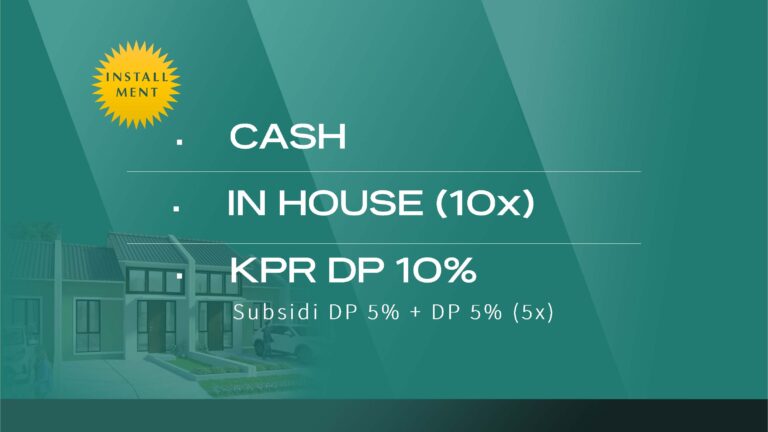 INSTALL
MENT
· CASH
· IN HOUSE (10x)
· KPR DP 10%
Subsidi DP 5% + DP 5% (5x)